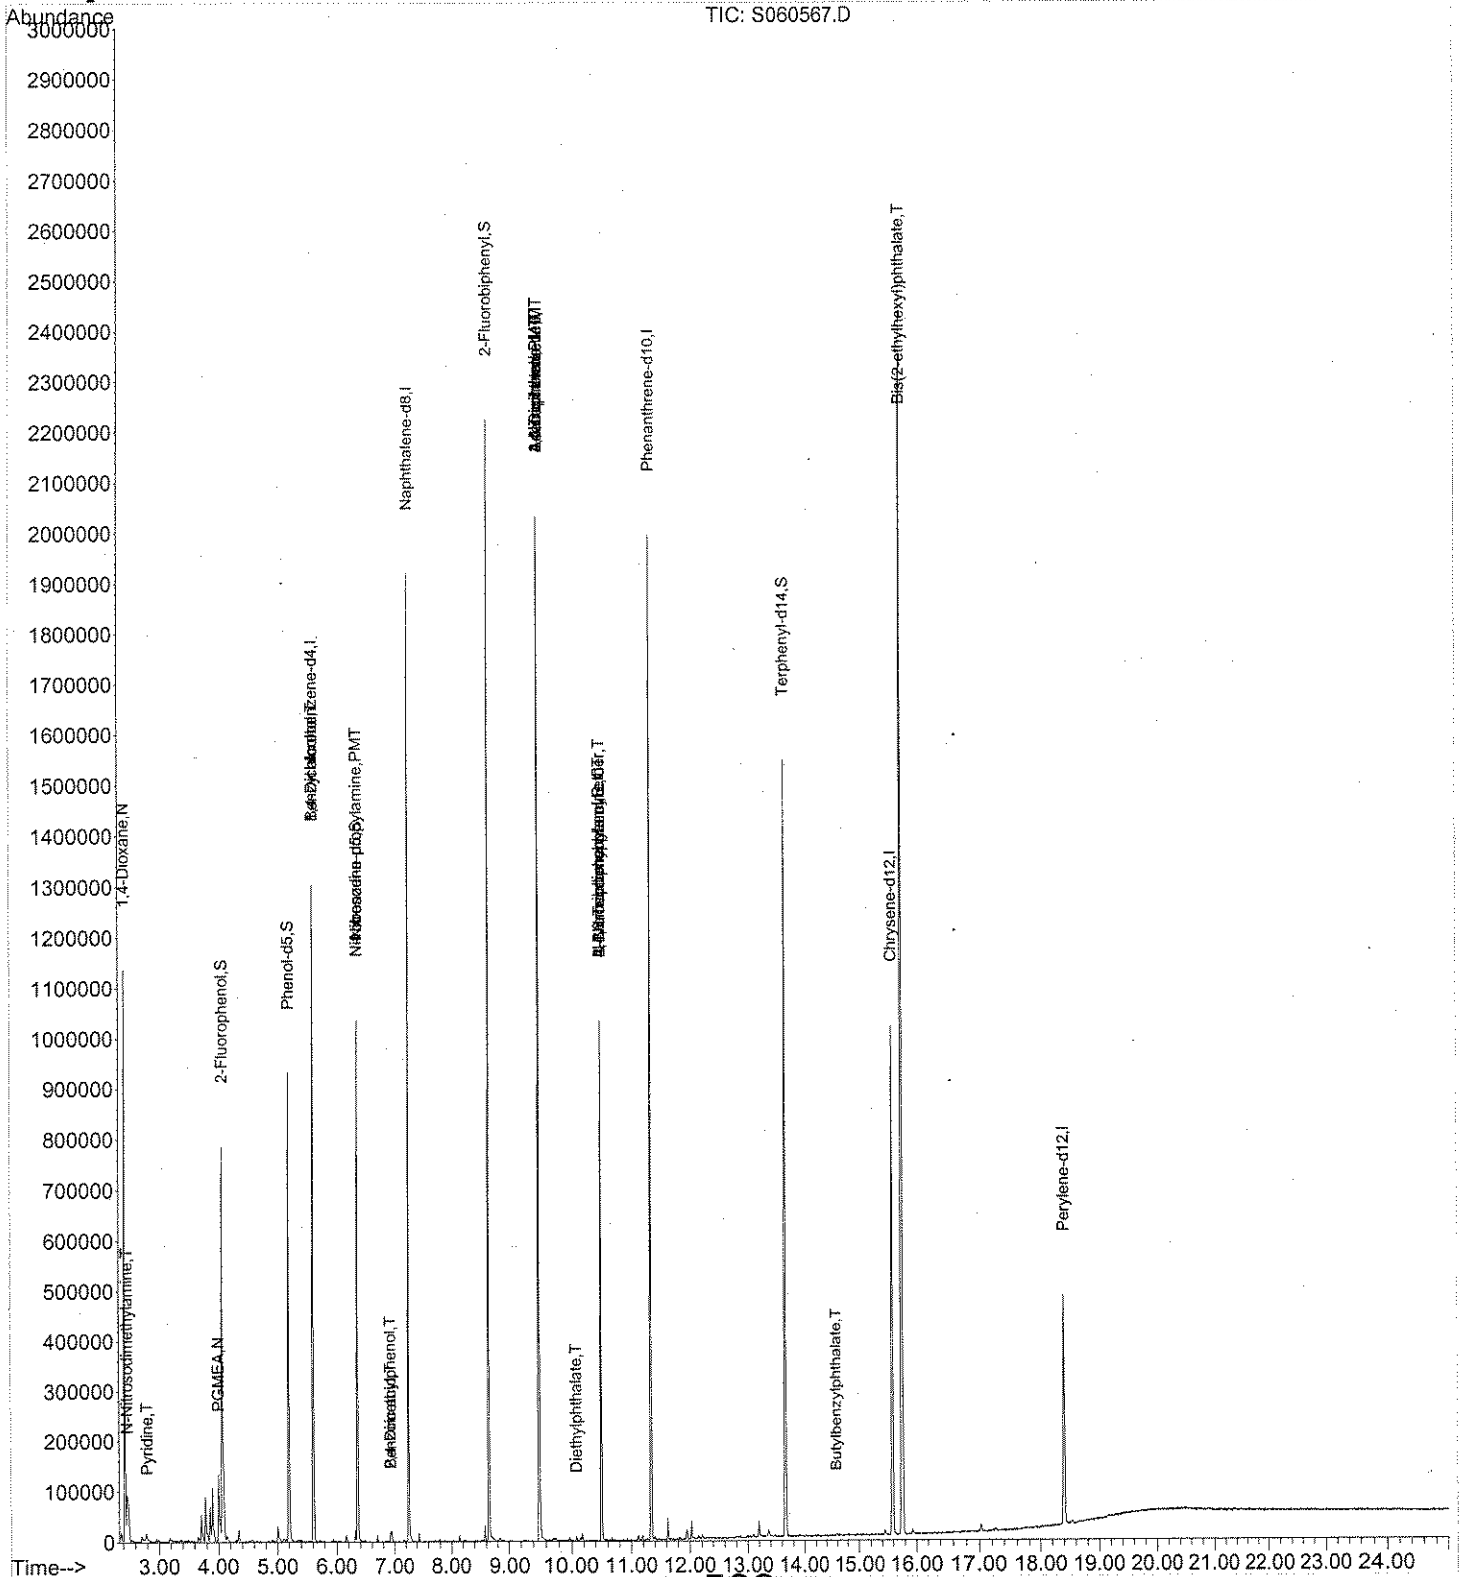 Abundance
TIC: S060567.D
3000000
2900000
2800000
2700000
2600000
2500000
2400000
2300000
2200000
2100000
2000000
1900000
1800000
1700000
1600000
1500000
1400000
1300000
1200000
1100000
1000000
900000
800000
700000
600000
500000
400000
300000
200000
100000
0
1,4-Dioxane,N
N-Nitrosodimethylamine,T
Pyridine,T
PGMEA,N
2-Fluorophenol,S
Phenol-d5,S
Naphthalene-d8,I
2-Fluorobiphenyl,S
Diethylphthalate,T
Phenanthrene-d10,I
Terphenyl-d14,S
Butylbenzylphthalate,T
Chrysene-d12,I
Bis(2-ethylhexyl)phthalate,T
Perylene-d12,I
Time-->
3.00 4.00 5.00 6.00 7.00 8.00 9.00 10.00 11.00 12.00 13.00 14.00 15.00 16.00 17.00 18.00 19.00 20.00 21.00 22.00 23.00 24.00